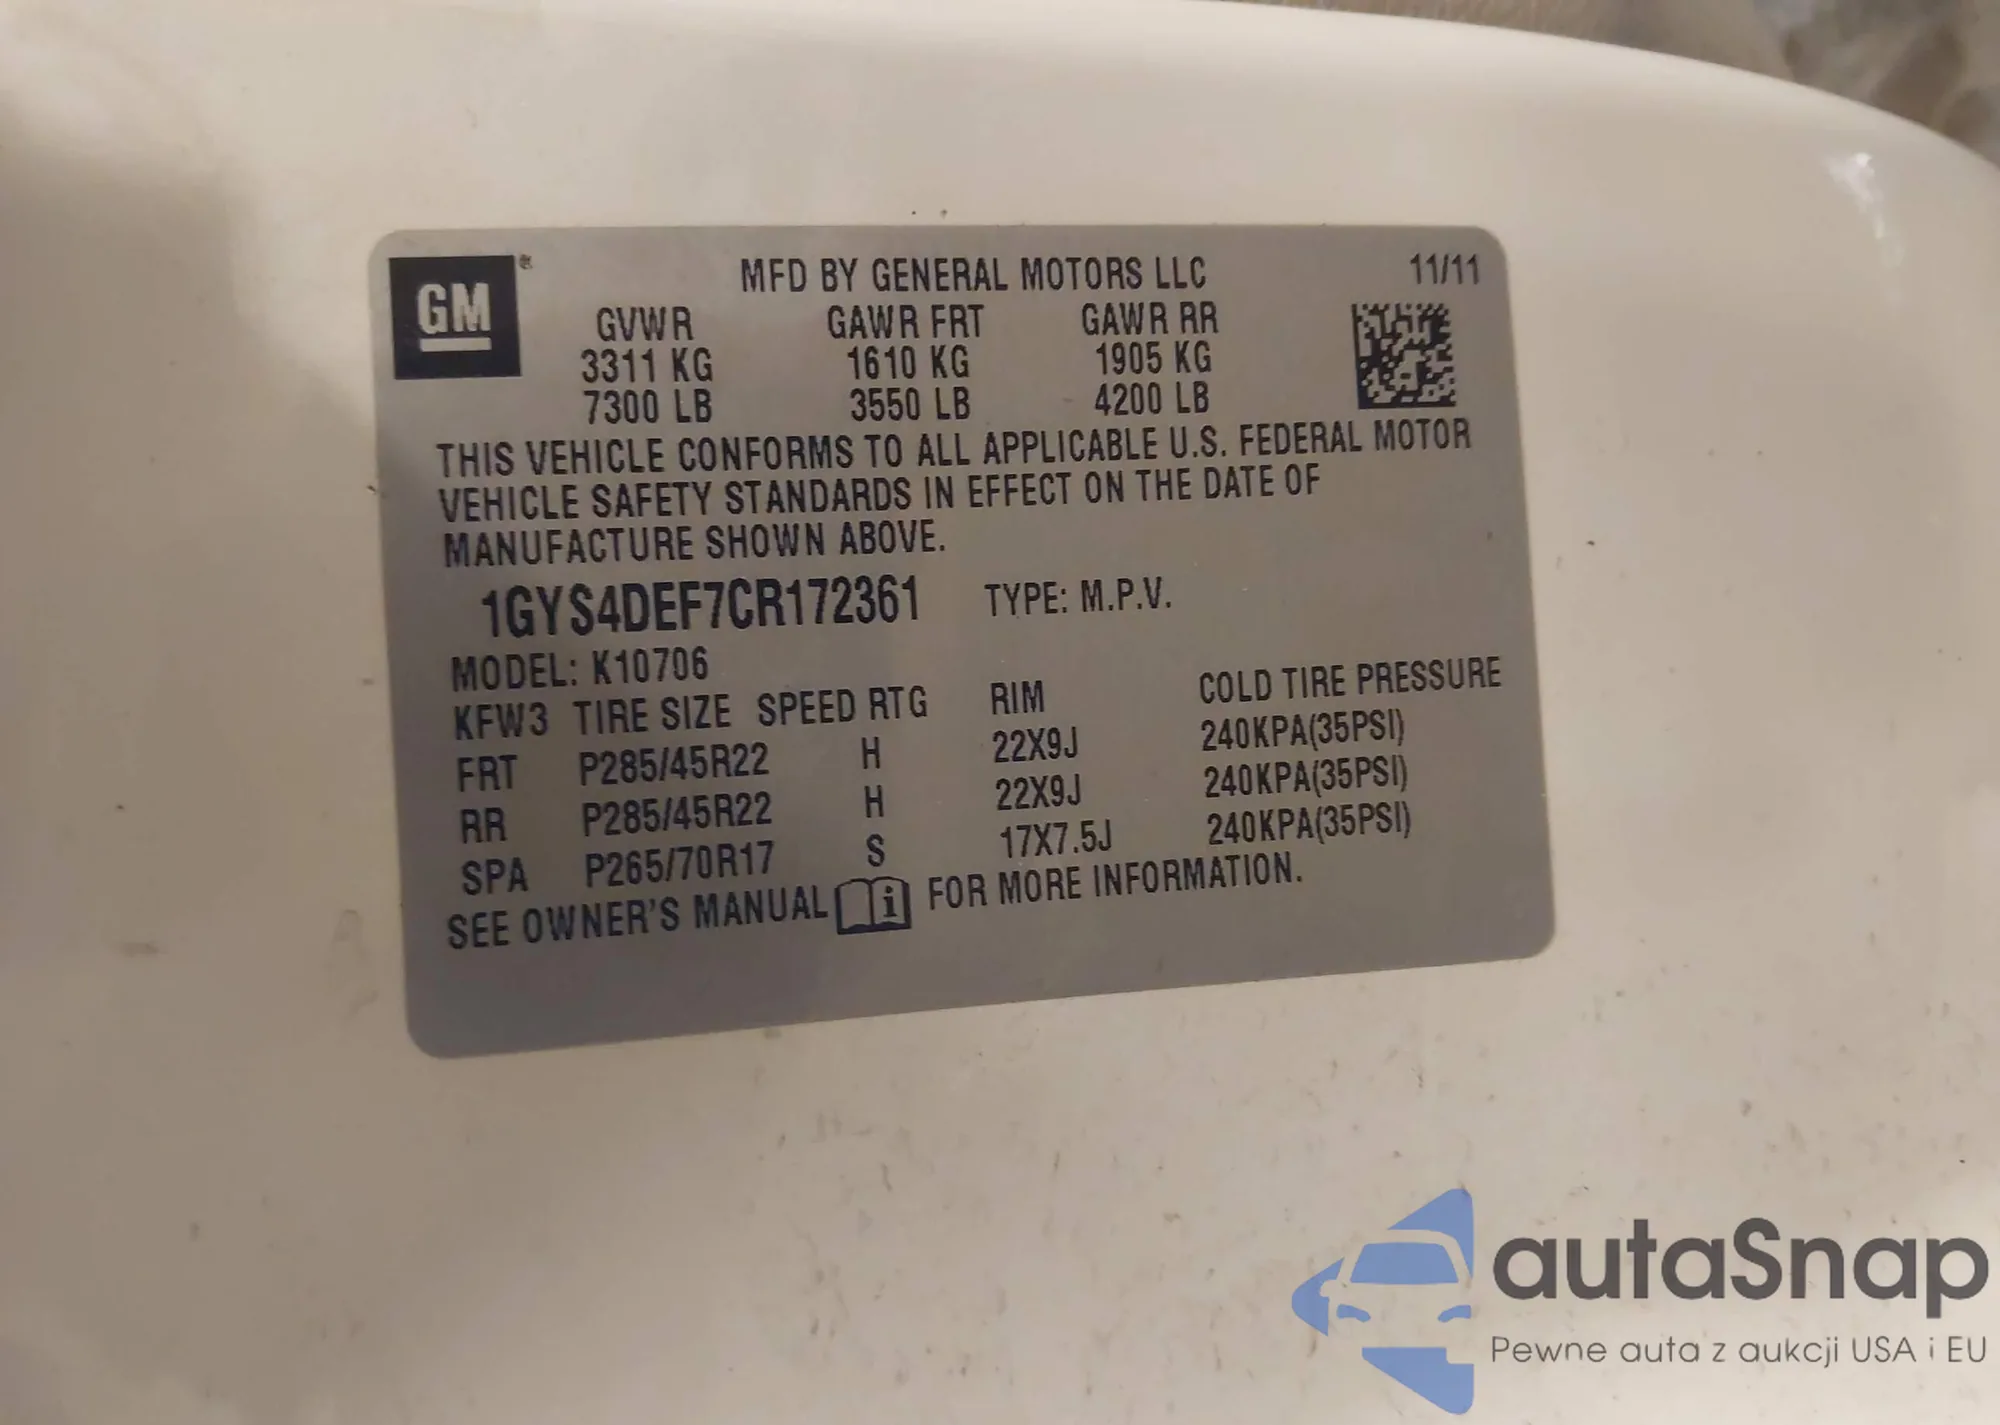 GM
MFD BY GENERAL MOTORS LLC 11/11
GVWR GAWR FRT GAWR RR
3311 KG 1610 KG 1905 KG
7300 LB 3550 LB 4200 LB
THIS VEHICLE CONFORMS TO ALL APPLICABLE U.S. FEDERAL MOTOR
VEHICLE SAFETY STANDARDS IN EFFECT ON THE DATE OF
MANUFACTURE SHOWN ABOVE.
1GYS4DEF7CR172361 TYPE: M.P.V.
MODEL: K10706
KFW3 TIRE SIZE SPEED RTG RIM COLD TIRE PRESSURE
FRT P285/45R22 H 22X9J 240KPA(35PSI)
RR P285/45R22 H 22X9J 240KPA(35PSI)
SPA P265/70R17 S 17X7.5J 240KPA(35PSI)
SEE OWNER'S MANUAL i FOR MORE INFORMATION.
autaSnap
Pewne auta z aukcji USA i EU